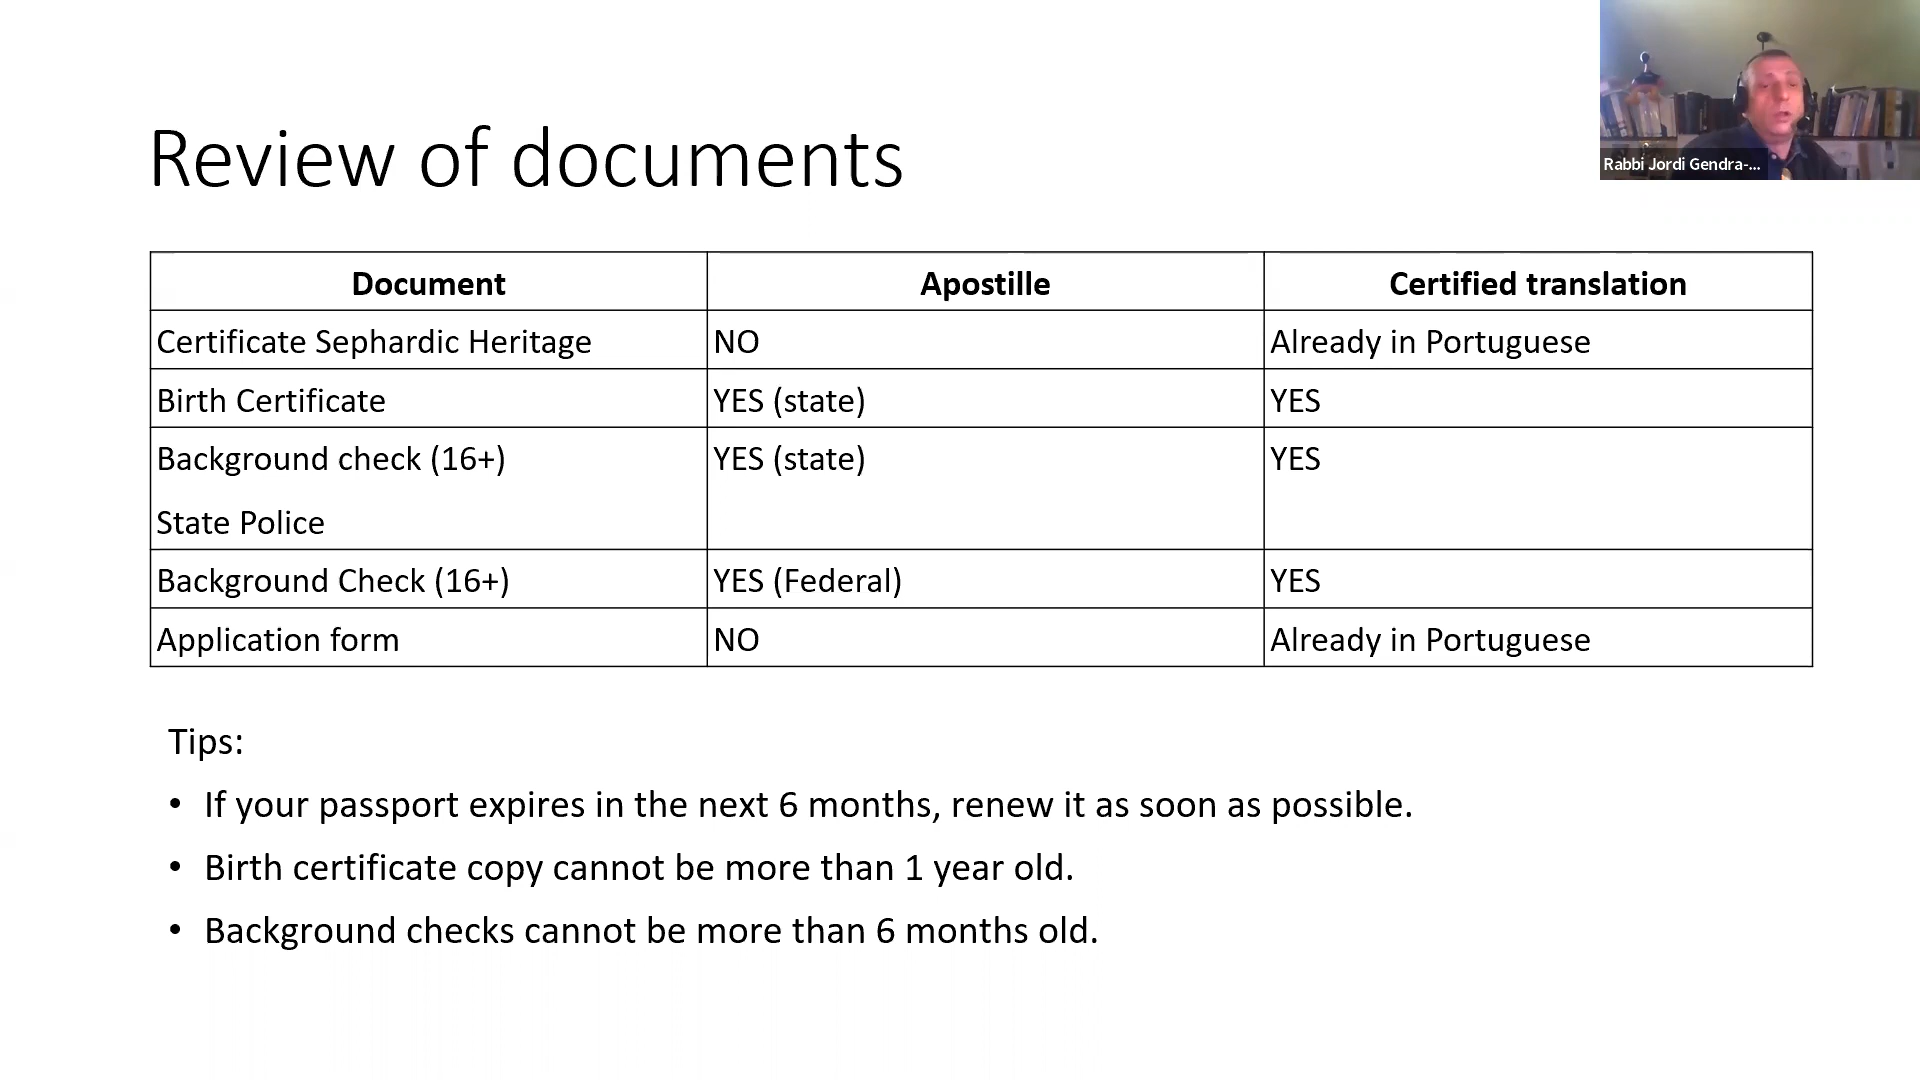 Rabbi Jordi Gendra-...
Review of documents
Document Apostille Certified translation
Certificate Sephardic Heritage NO Already in Portuguese
Birth Certificate YES (state) YES
Background check (16+) YES (state) YES
State Police
Background Check (16+) YES (Federal) YES
Application form NO Already in Portuguese
Tips:
• If your passport expires in the next 6 months, renew it as soon as possible.
• Birth certificate copy cannot be more than 1 year old.
• Background checks cannot be more than 6 months old.